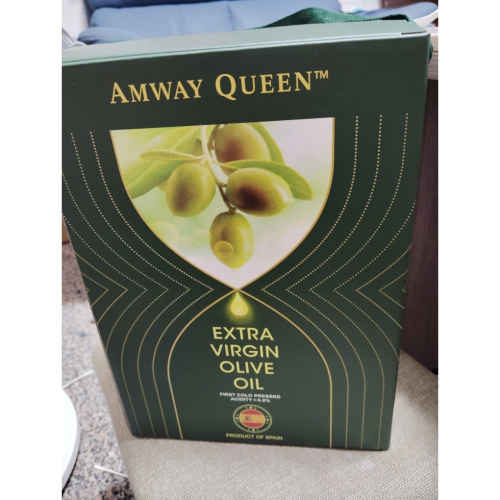 AMWAY QUEEN™
EXTRA
VIRGIN
OLIVE
OIL
FIRST COLD PRESSED
PRODUCT OF SPAIN